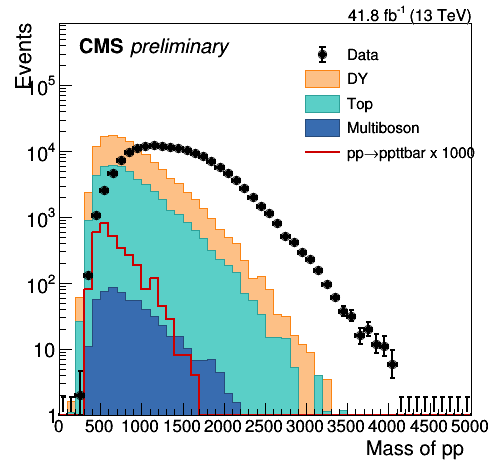 41.8 fb⁻¹ (13 TeV)
CMS preliminary
Data
DY
Top
Multiboson
pp→ppttbar x 1000
Events
10⁵
10⁴
10³
10²
10
1
0 500 1000 1500 2000 2500 3000 3500 4000 4500 5000
Mass of pp